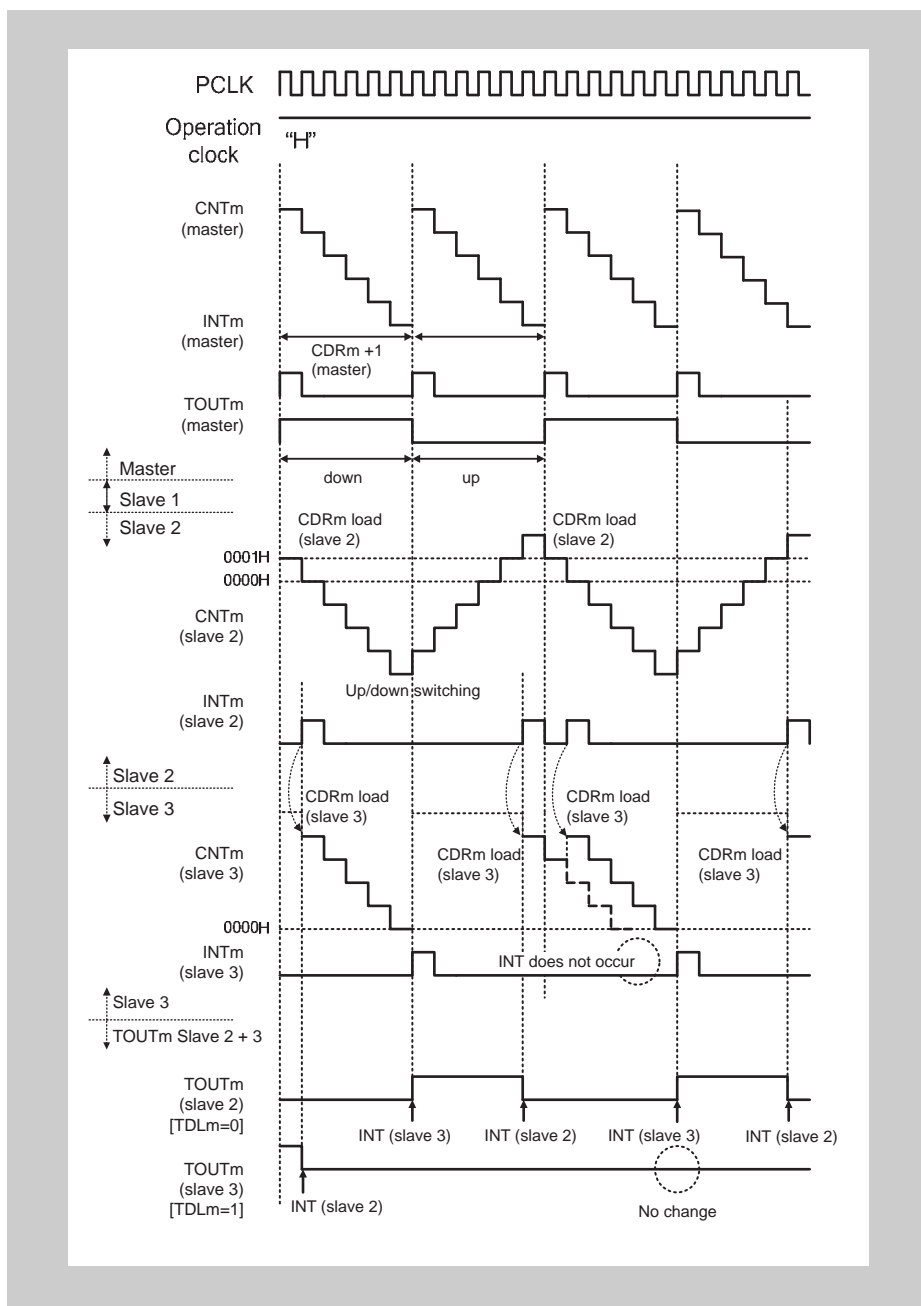 PCLK
Operation
clock
“H”
CNTm
(master)
INTm
(master)
CDRm +1
(master)
TOUTm
(master)
Master
down
up
Slave 1
Slave 2
CDRm load
(slave 2)
CDRm load
(slave 2)
0001H
0000H
CNTm
(slave 2)
Up/down switching
INTm
(slave 2)
Slave 2
Slave 3
CDRm load
(slave 3)
CDRm load
(slave 3)
CNTm
(slave 3)
CDRm load
(slave 3)
CDRm load
(slave 3)
0000H
INTm
(slave 3)
INT does not occur
Slave 3
TOUTm Slave 2 + 3
TOUTm
(slave 2)
[TDLm=0]
INT (slave 3)
INT (slave 2)
INT (slave 3)
INT (slave 2)
TOUTm
(slave 3)
[TDLm=1]
INT (slave 2)
No change